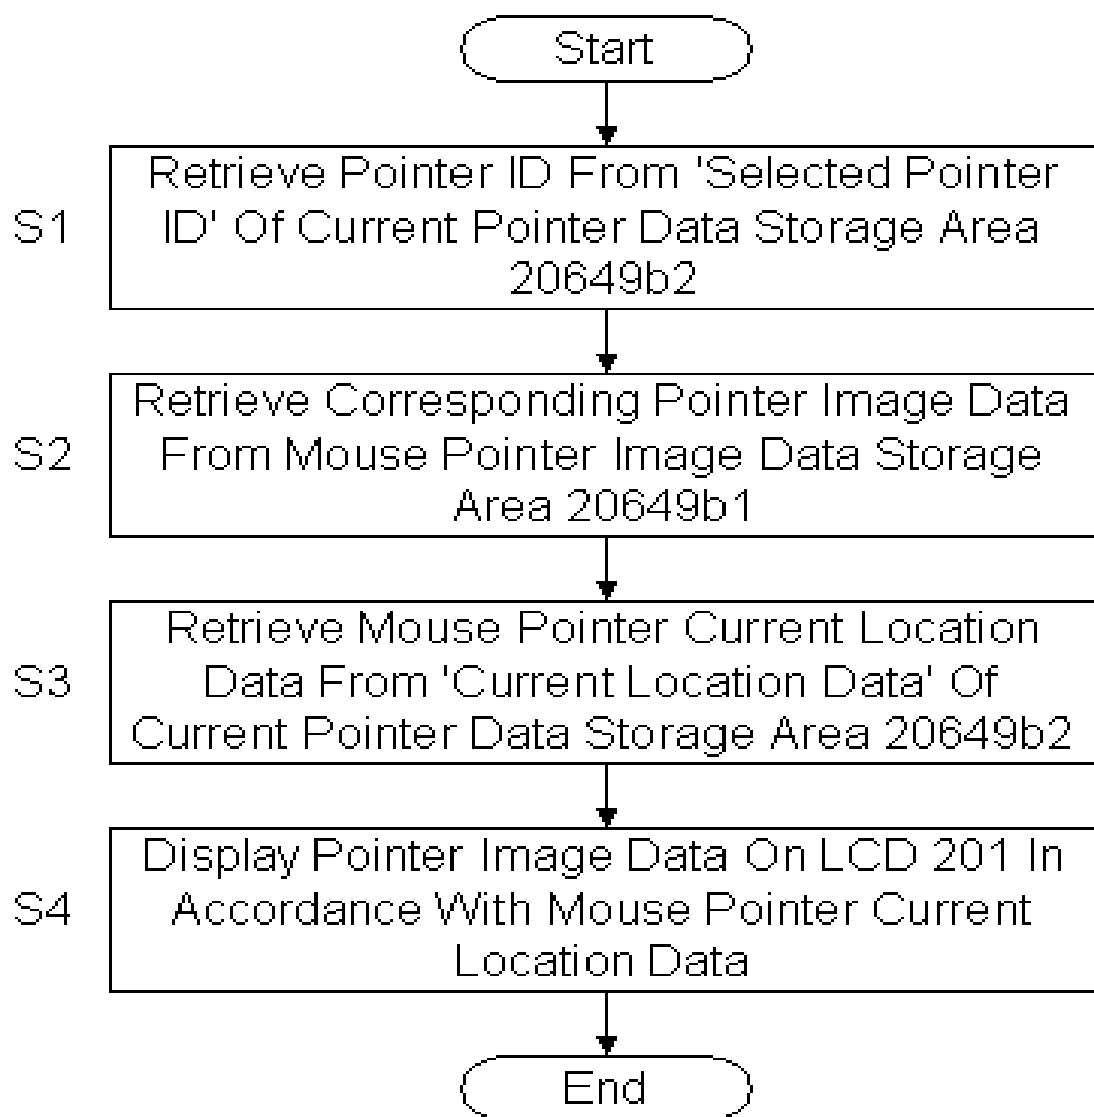 Start
S1
Retrieve Pointer ID From 'Selected Pointer
ID' Of Current Pointer Data Storage Area
20649b2
S2
Retrieve Corresponding Pointer Image Data
From Mouse Pointer Image Data Storage
Area 20649b1
S3
Retrieve Mouse Pointer Current Location
Data From 'Current Location Data' Of
Current Pointer Data Storage Area 20649b2
S4
Display Pointer Image Data On LCD 201 In
Accordance With Mouse Pointer Current
Location Data
End